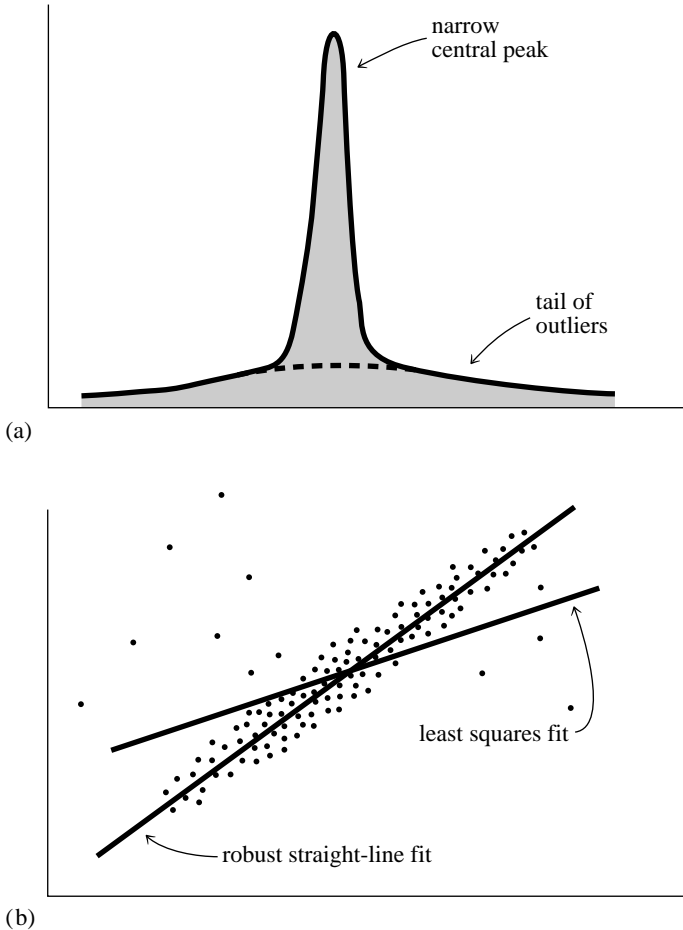 narrow
central peak
tail of
outliers
(a)
least squares fit
robust straight-line fit
(b)